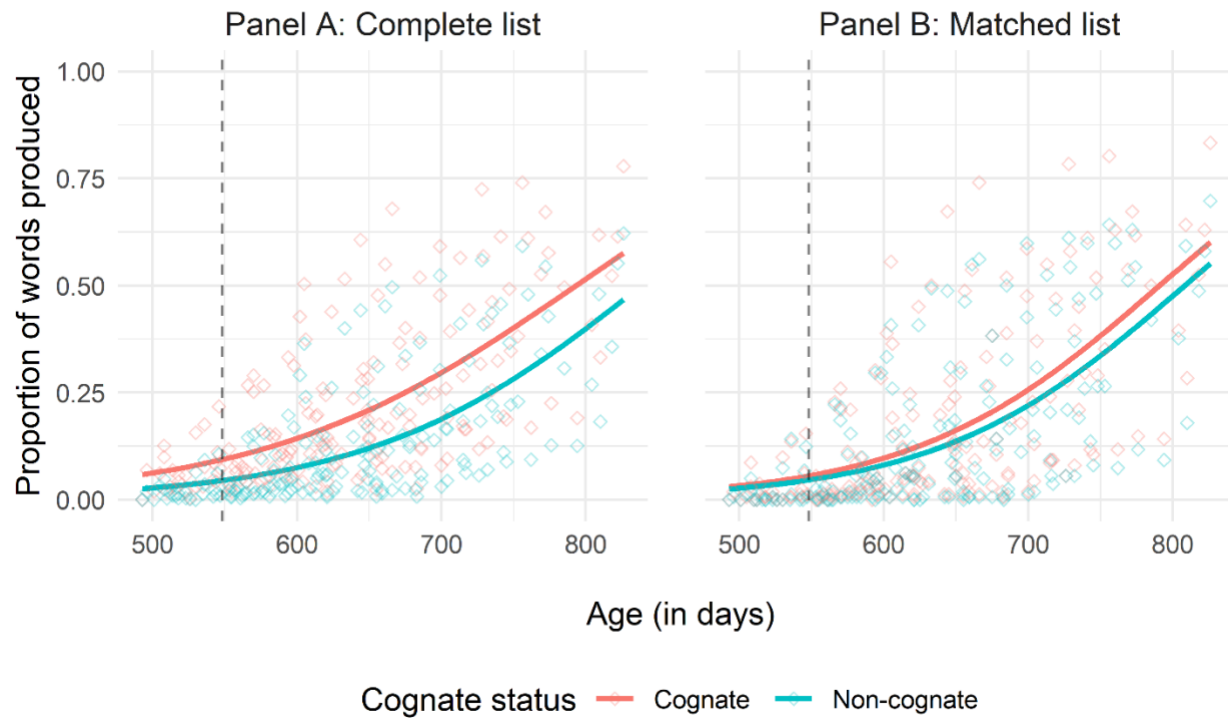 Panel A: Complete list
Panel B: Matched list
Proportion of words produced
1.00
0.75
0.50
0.25
0.00
500 600 700 800
500 600 700 800
Age (in days)
Cognate status Cognate Non-cognate